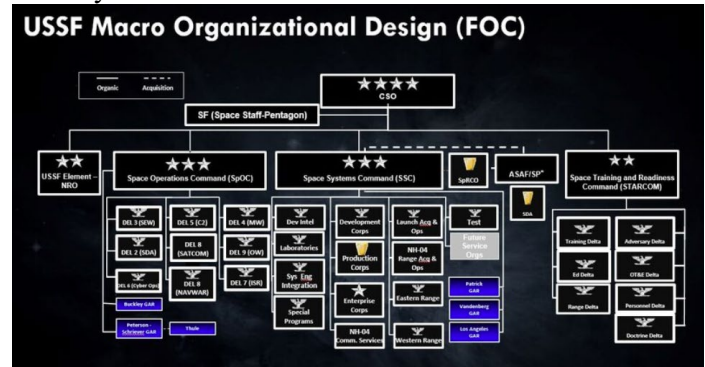 USSF Macro Organizational Design (FOC)
Organic
Acquisition
CSO
SF (Space Staff-Pentagon)
USSF Element –
NRO
Space Operations Command (SpOC)
Space Systems Command (SSC)
SpRCO
ASAF/SP*
SDA
Space Training and Readiness
Command (STARCOM)
DEL 3 (SEW)
DEL 5 (C2)
DEL 4 (MW)
DEL 2 (SDA)
DEL 8
(SATCOM)
DEL 9 (OW)
DEL 6 (Cyber Ops)
DEL 8
(NAVWAR)
DEL 7 (ISR)
Buckley GAR
Peterson -
Schriever GAR
Thule
Dev Intel
Laboratories
Sys Eng
Integration
Special
Programs
Development
Corps
Production
Corps
Enterprise
Corps
NH-04
Comm. Services
Launch Acq &
Ops
NH-04
Range Acq &
Ops
Eastern Range
Western Range
Test
Future
Service
Orgs
Patrick
GAR
Vandenberg
GAR
Los Angeles
GAR
Training Delta
Adversary Delta
Ed Delta
OT&E Delta
Range Delta
Personnel Delta
Doctrine Delta